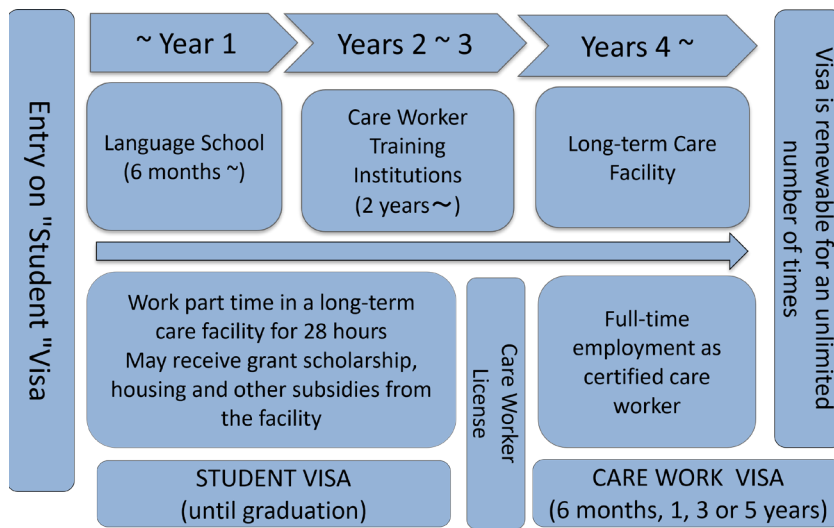 Entry on "Student "Visa
~ Year 1
Years 2 ~ 3
Years 4 ~
Language School
(6 months ~)
Care Worker
Training
Institutions
(2 years～)
Long-term Care
Facility
Work part time in a long-term
care facility for 28 hours
May receive grant scholarship,
housing and other subsidies from
the facility
Care Worker
License
Full-time
employment as
certified care
worker
STUDENT VISA
(until graduation)
CARE WORK  VISA
(6 months, 1, 3 or 5 years)
Visa is renewable for an unlimited
number of times